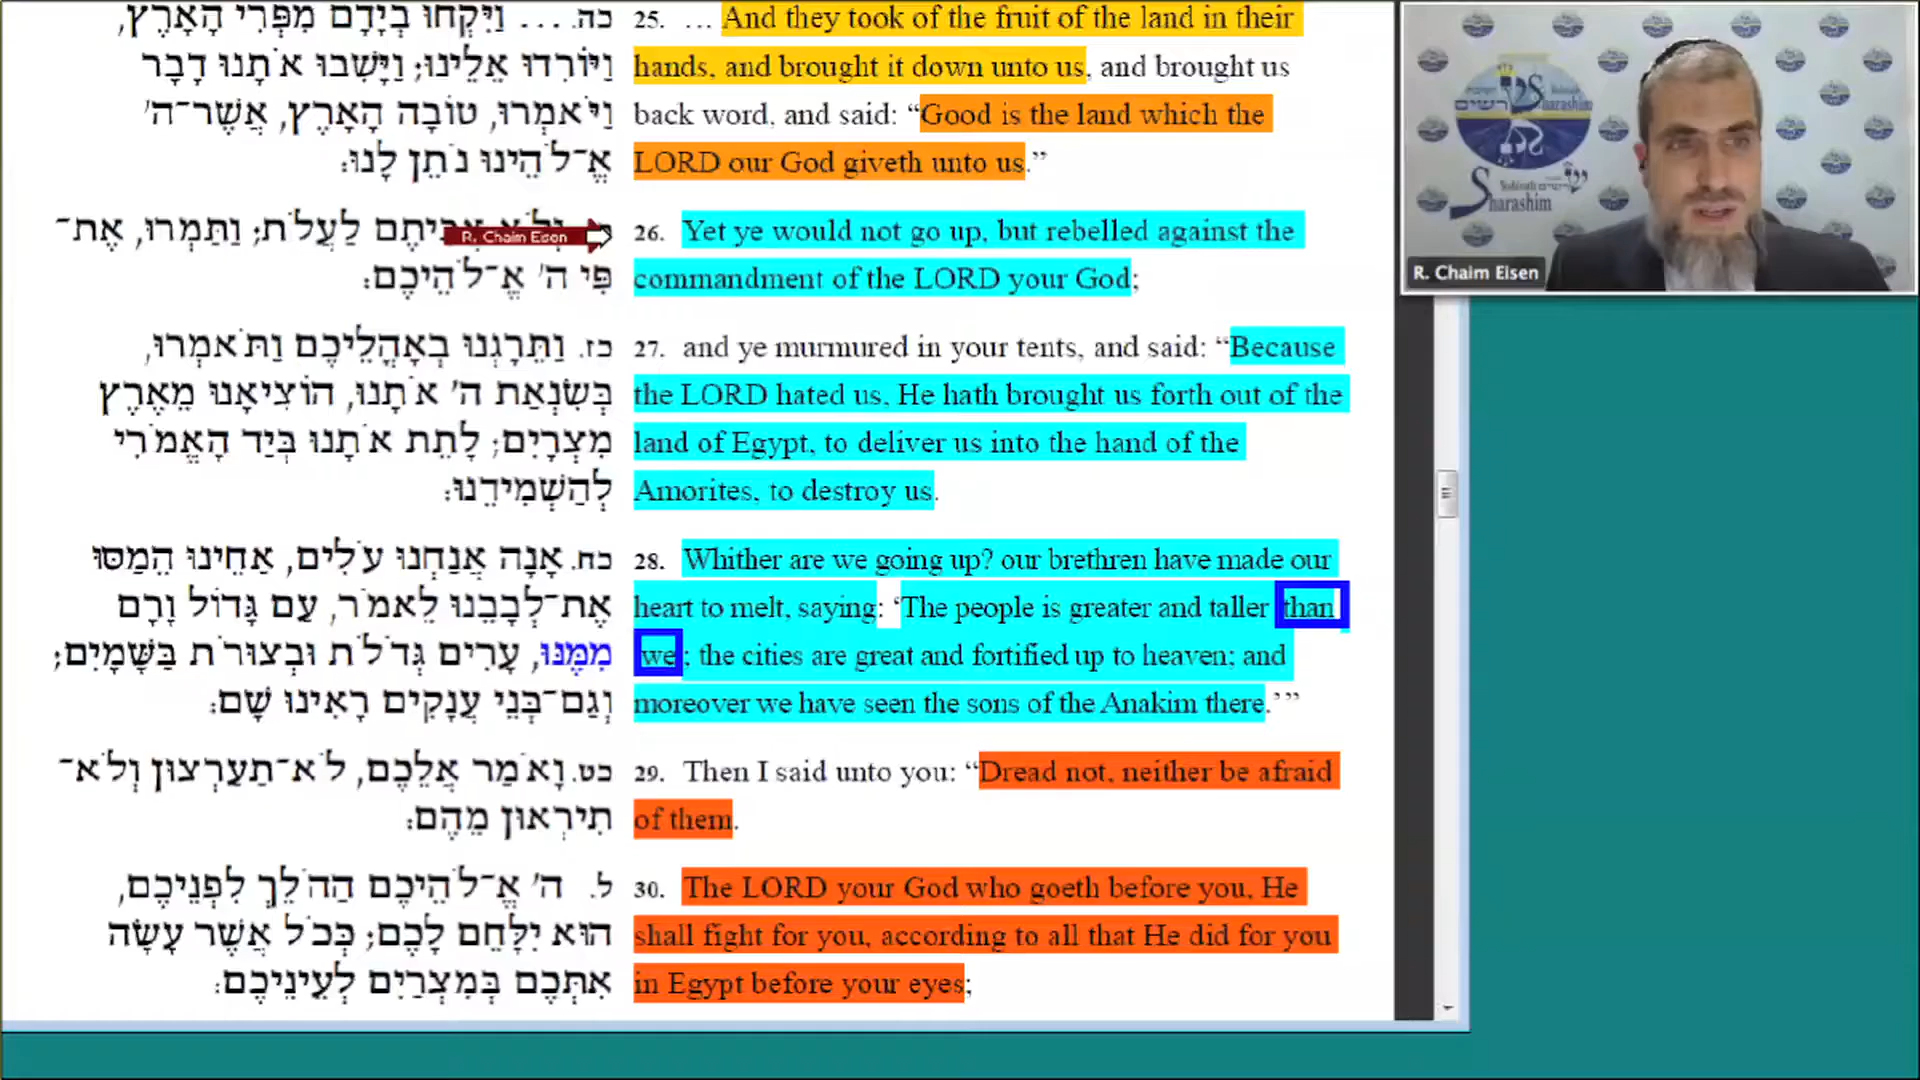 כה. ... וַיִּקְחוּ בְיָדָם מִפְּרִי הָאָרֶץ,
וַיּוֹרִדוּ אֵלֵינוּ; וַיָּשִׁבוּ אֹתָנוּ דָבָר
וַיֹּאמְרוּ, טוֹבָה הָאָרֶץ, אֲשֶׁר־ה'
אֱ־לֹהֵינוּ נֹתֵן לָנוּ:
לַעֲלֹת; וַתַּמְרוּ, אֶת־
פִּי ה' אֱ־לֹהֵיכֶם:
כז. וַתֵּרָגְנוּ בְאָהֳלֵיכֶם וַתֹּאמְרוּ,
בְּשִׂנְאַת ה' אֹתָנוּ, הוֹצִיאָנוּ מֵאֶרֶץ
מִצְרָיִם; לָתֵת אֹתָנוּ בְּיַד הָאֱמֹרִי
לְהַשְׁמִידֵנוּ:
כח. אָנָה אֲנַחְנוּ עֹלִים, אַחֵינוּ הֵמַסּוּ
אֶת־לְבָבֵנוּ לֵאמֹר, עַם גָּדוֹל וָרָם
מִמֶּנּוּ, עָרִים גְּדֹלֹת וּבְצוּרֹת בַּשָּׁמָיִם;
וְגַם־בְּנֵי עֲנָקִים רָאִינוּ שָׁם:
כט. וָאֹמַר אֲלֵכֶם, לֹא־תַעַרְצוּן וְלֹא־
תִירְאוּן מֵהֶם:
ל. ה' אֱ־לֹהֵיכֶם הַהֹלֵךְ לִפְנֵיכֶם,
הוּא יִלָּחֵם לָכֶם; כְּכֹל אֲשֶׁר עָשָׂה
אִתְּכֶם בְּמִצְרַיִם לְעֵינֵיכֶם:
25. ... And they took of the fruit of the land in their
hands, and brought it down unto us, and brought us
back word, and said: “Good is the land which the
LORD our God giveth unto us.”
26. Yet ye would not go up, but rebelled against the
commandment of the LORD your God;
27. and ye murmured in your tents, and said: “Because
the LORD hated us, He hath brought us forth out of the
land of Egypt, to deliver us into the hand of the
Amorites, to destroy us.
28. Whither are we going up? our brethren have made our
heart to melt, saying: ‘The people is greater and taller than
we; the cities are great and fortified up to heaven; and
moreover we have seen the sons of the Anakim there.’”
29. Then I said unto you: “Dread not, neither be afraid
of them.
30. The LORD your God who goeth before you, He
shall fight for you, according to all that He did for you
in Egypt before your eyes;
R. Chaim Eisen
Sharashim
Yeshivath
Sharashim
R. Chaim Eisen